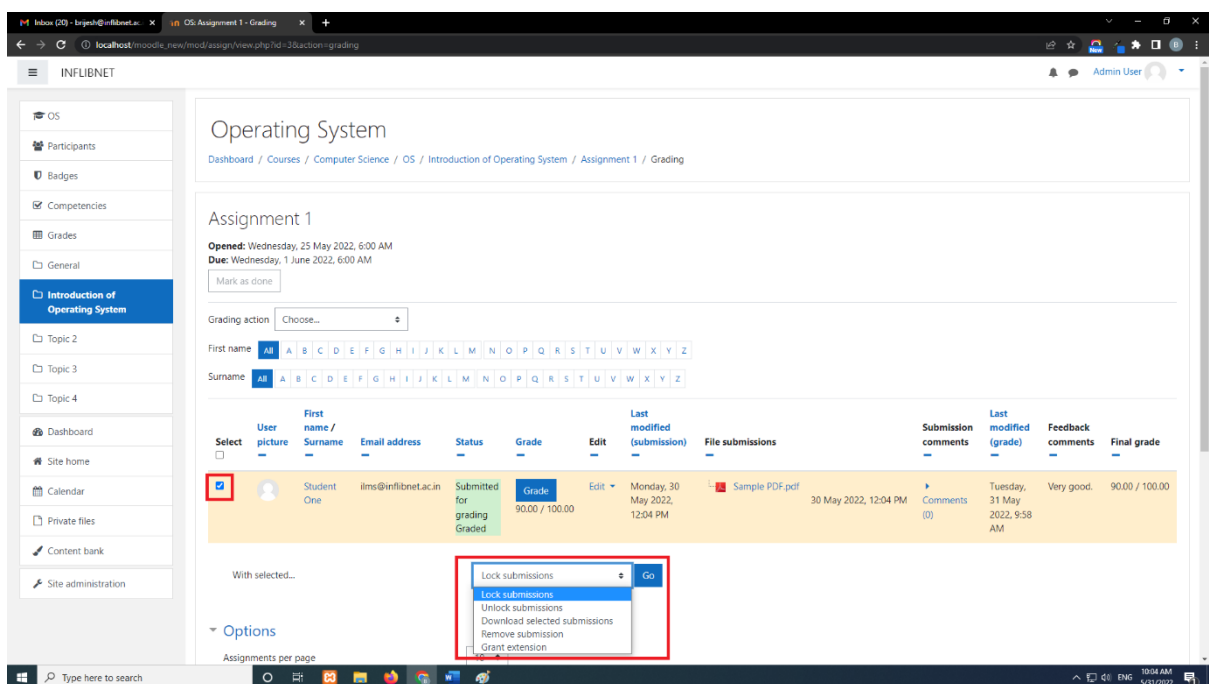 Inbox (20) - brijesh@inflibnet.ac.
OS: Assignment 1 - Grading
localhost/moodle_new/mod/assign/view.php?id=3&action=grading
New
B
INFLIBNET
Admin User
OS
Participants
Badges
Competencies
Grades
General
Introduction of
Operating System
Topic 2
Topic 3
Topic 4
Dashboard
Site home
Calendar
Private files
Content bank
Site administration
Operating System
Dashboard / Courses / Computer Science / OS / Introduction of Operating System / Assignment 1 / Grading
Assignment 1
Opened: Wednesday, 25 May 2022, 6:00 AM
Due: Wednesday, 1 June 2022, 6:00 AM
Mark as done
Grading action Choose...
First name All A B C D E F G H I J K L M N O P Q R S T U V W X Y Z
Surname All A B C D E F G H I J K L M N O P Q R S T U V W X Y Z
Select
User
picture
First
name /
Surname
Email address
Status
Grade
Edit
Last
modified
(submission)
File submissions
Submission
comments
Last
modified
(grade)
Feedback
comments
Final grade
Student
One
ilms@inflibnet.ac.in
Submitted
for
grading
Graded
Grade
90.00 / 100.00
Edit
Monday, 30
May 2022,
12:04 PM
Sample PDF.pdf
30 May 2022, 12:04 PM
Comments
(0)
Tuesday,
31 May
2022, 9:58
AM
Very good.
90.00 / 100.00
With selected...
Lock submissions
Go
Lock submissions
Unlock submissions
Download selected submissions
Remove submission
Grant extension
Options
Assignments per page
10
Type here to search
ENG
10:04 AM
5/31/2022